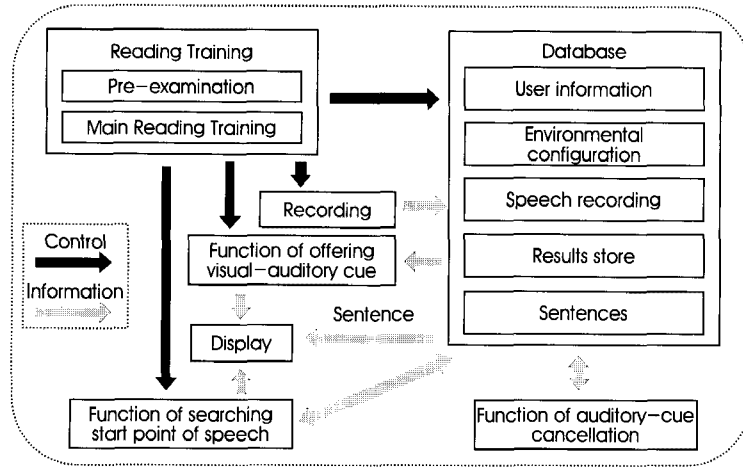 Reading Training
Pre-examination
Main Reading Training
Database
User information
Environmental
configuration
Speech recording
Results store
Sentences
Recording
Control
Information
Function of offering
visual-auditory cue
Sentence
Display
Function of searching
start point of speech
Function of auditory-cue
cancellation